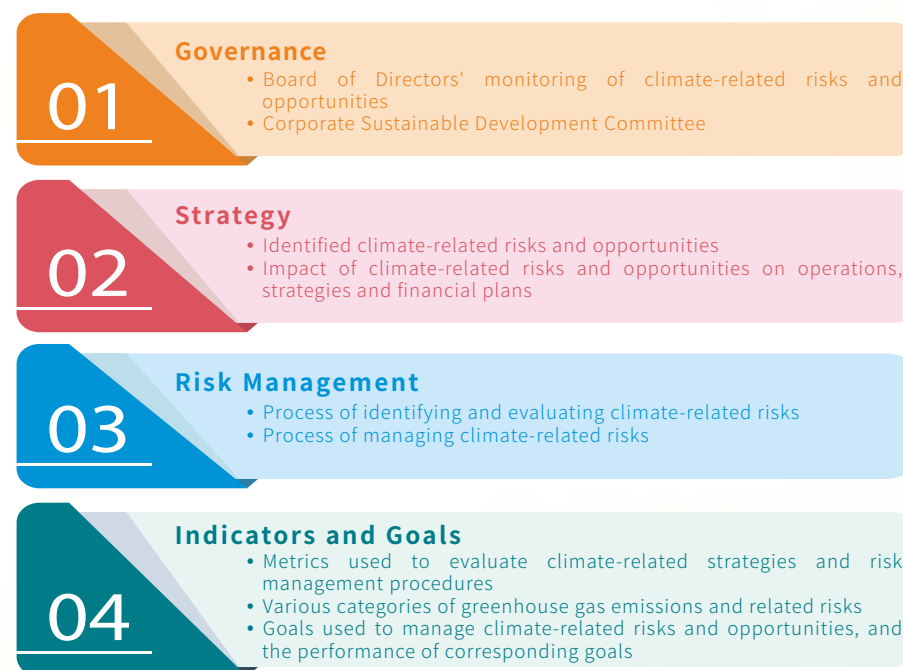 01
Governance
• Board of Directors' monitoring of climate-related risks and
opportunities
• Corporate Sustainable Development Committee
02
Strategy
• Identified climate-related risks and opportunities
• Impact of climate-related risks and opportunities on operations,
strategies and financial plans
03
Risk Management
• Process of identifying and evaluating climate-related risks
• Process of managing climate-related risks
04
Indicators and Goals
• Metrics used to evaluate climate-related strategies and risk
management procedures
• Various categories of greenhouse gas emissions and related risks
• Goals used to manage climate-related risks and opportunities, and
the performance of corresponding goals